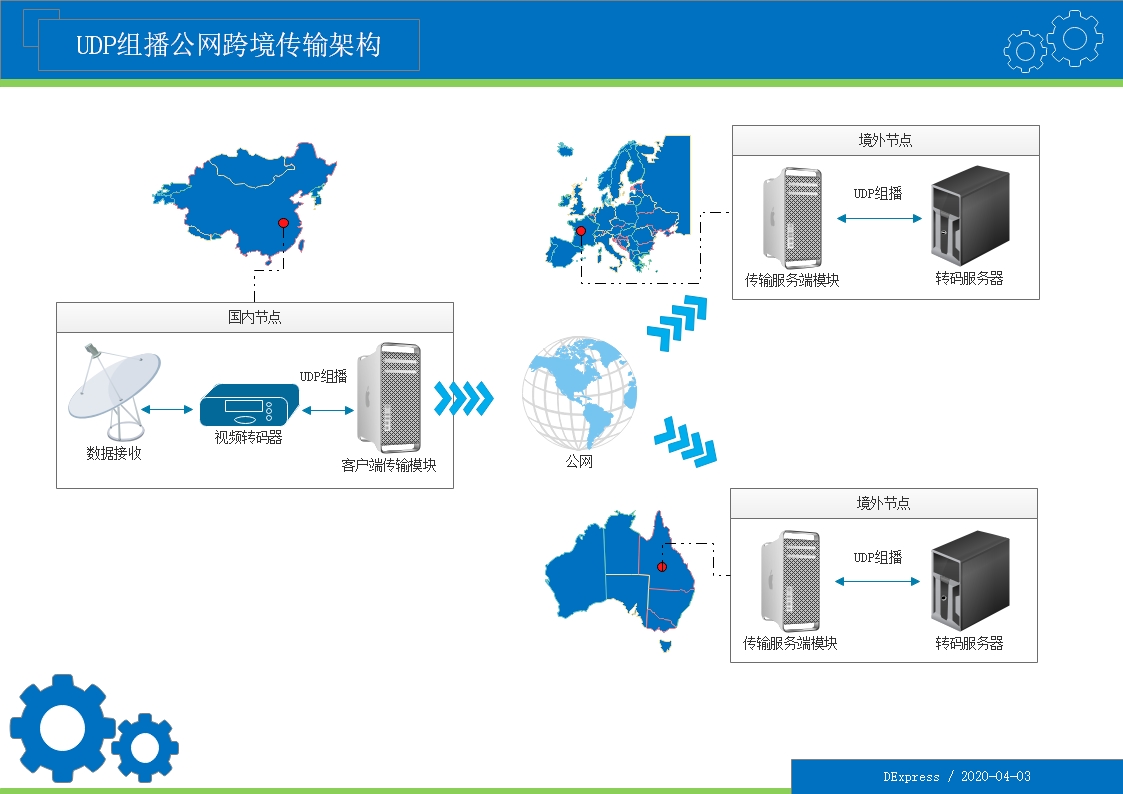 UDP组播公网跨境传输架构
境外节点
UDP组播
传输服务端模块
转码服务器
国内节点
UDP组播
数据接收
视频转码器
客户端传输模块
公网
境外节点
UDP组播
传输服务端模块
转码服务器
DExpress / 2020-04-03